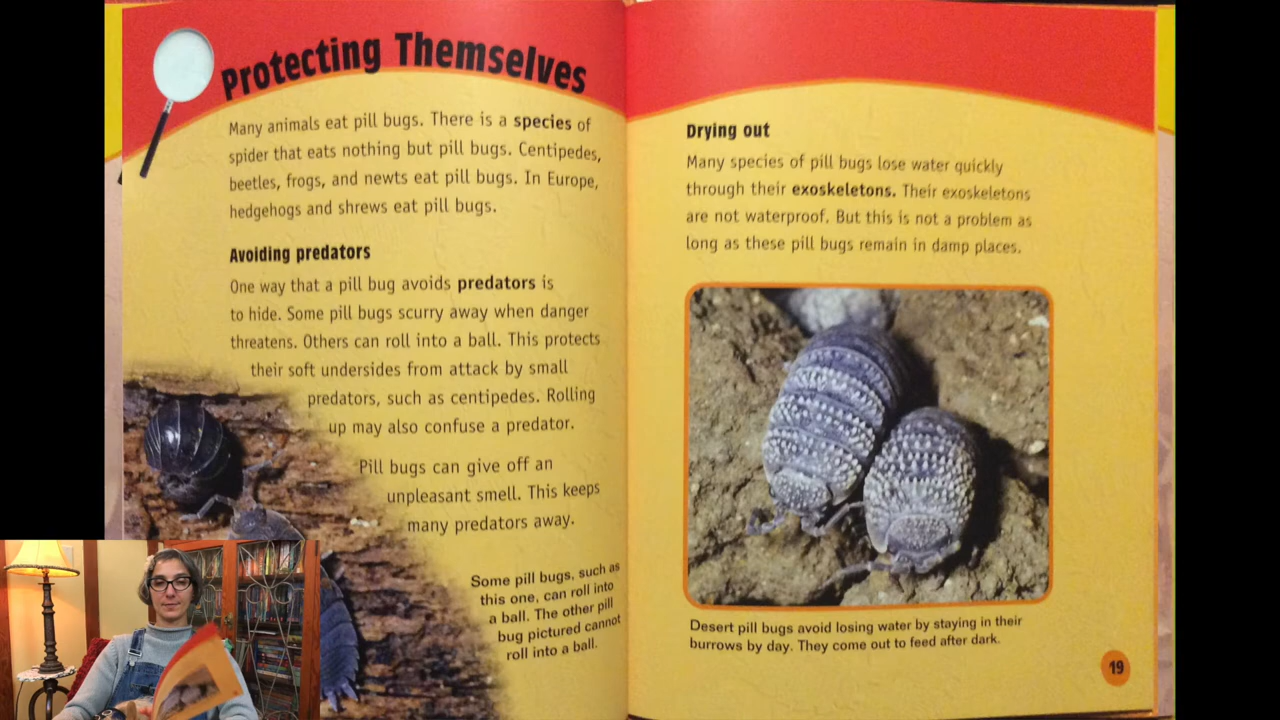 Protecting Themselves
Many animals eat pill bugs. There is a species of
spider that eats nothing but pill bugs. Centipedes,
beetles, frogs, and newts eat pill bugs. In Europe,
hedgehogs and shrews eat pill bugs.
Avoiding predators
One way that a pill bug avoids predators is
to hide. Some pill bugs scurry away when danger
threatens. Others can roll into a ball. This protects
their soft undersides from attack by small
predators, such as centipedes. Rolling
up may also confuse a predator.
Pill bugs can give off an
unpleasant smell. This keeps
many predators away.
Some pill bugs, such as
this one, can roll into
a ball. The other pill
bug pictured cannot
roll into a ball.
Drying out
Many species of pill bugs lose water quickly
through their exoskeletons. Their exoskeletons
are not waterproof. But this is not a problem as
long as these pill bugs remain in damp places.
Desert pill bugs avoid losing water by staying in their
burrows by day. They come out to feed after dark.
19